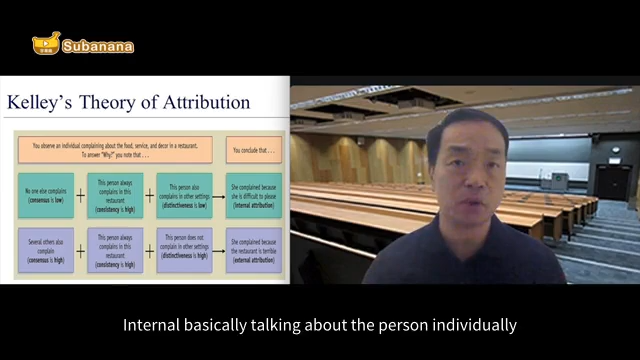 Subanana
Kelley's Theory of Attribution
You observe an individual complaining about the food, service, and decor in a restaurant.
To answer "Why?" you note that . . .
You conclude that . . .
No one else complains
(consensus is low)
+
This person always
complains in this
restaurant
(consistency is high)
+
This person also
complains in other settings
(distinctiveness is low)
She complained because
she is difficult to please
(internal attribution)
Several others also
complain
(consensus is high)
+
This person always
complains in this
restaurant
(consistency is high)
+
This person does not
complain in other settings
(distinctiveness is high)
She complained because
the restaurant is terrible
(external attribution)
Internal basically talking about the person individually